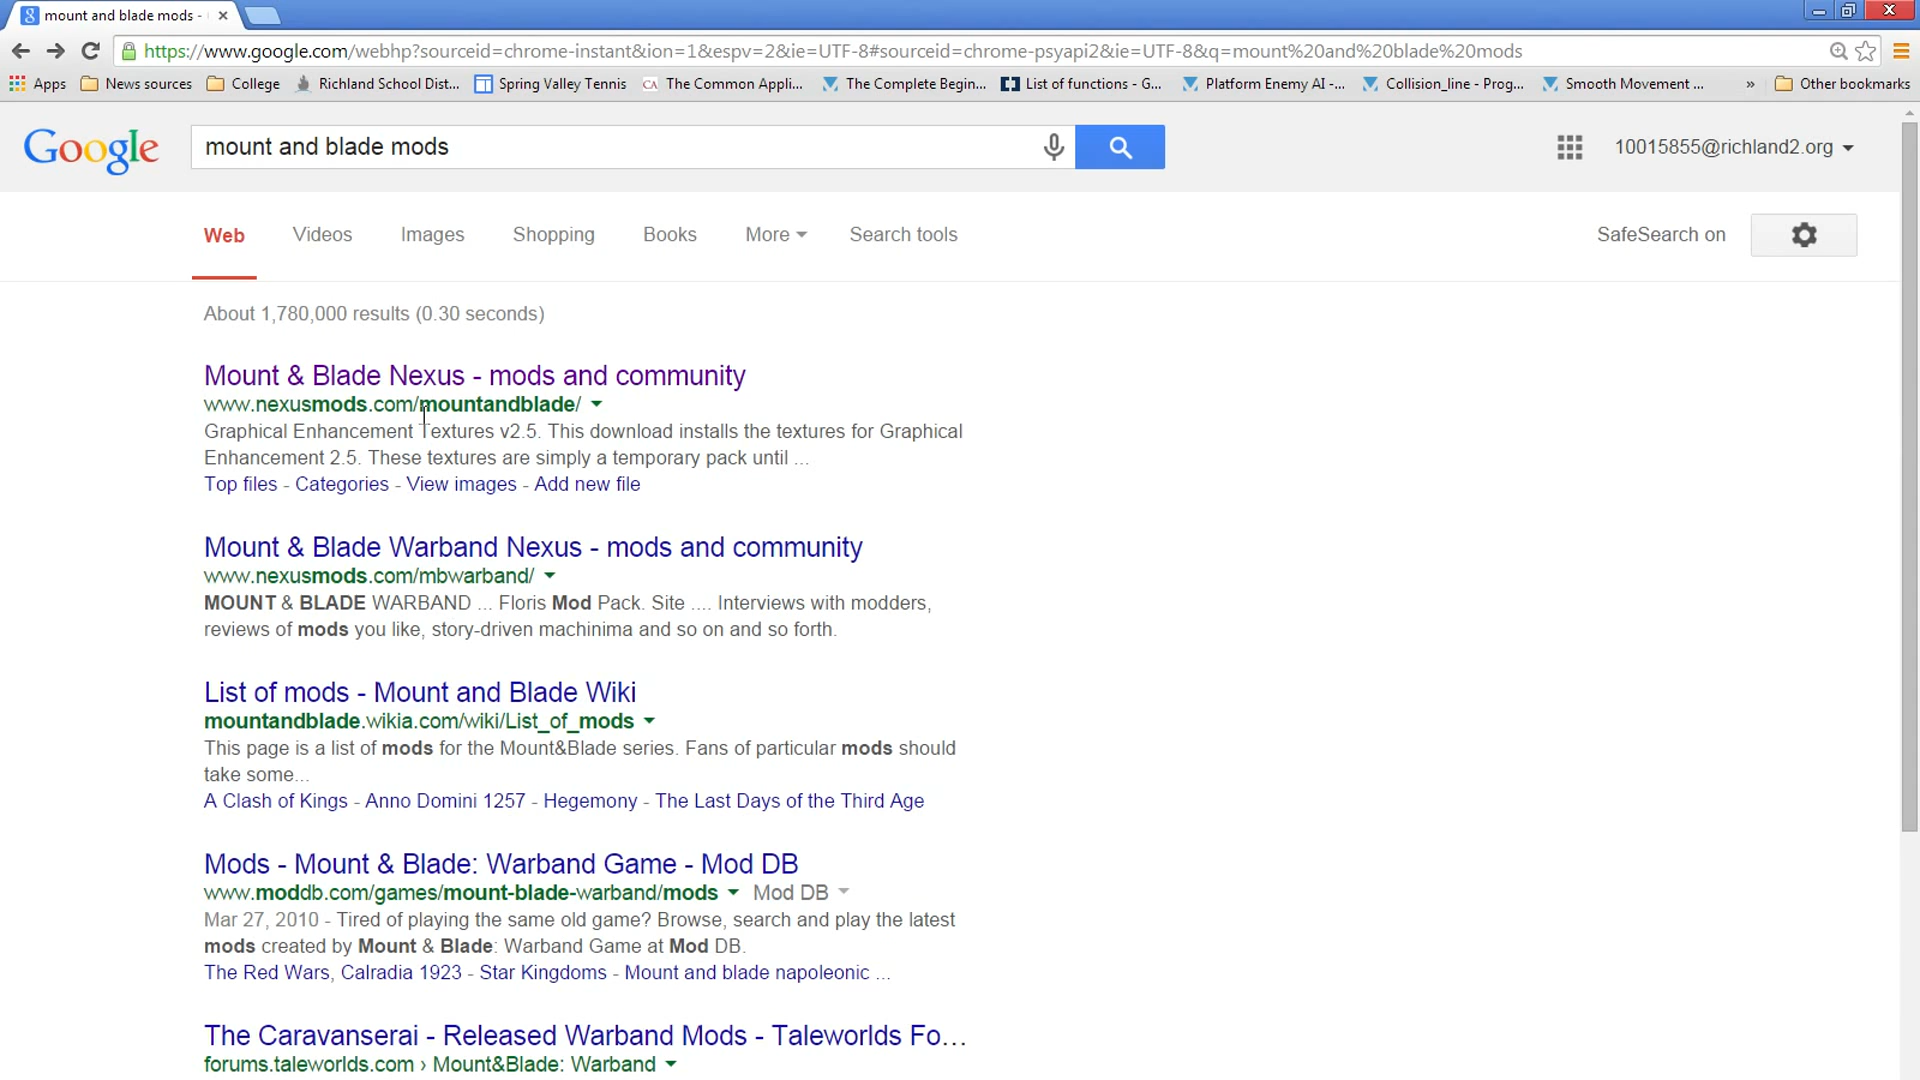 mount and blade mods -
https://www.google.com/webhp?sourceid=chrome-instant&ion=1&espv=2&ie=UTF-8#sourceid=chrome-psyapi2&ie=UTF-8&q=mount%20and%20blade%20mods
Apps News sources College Richland School Dist... Spring Valley Tennis CA The Common Appli... The Complete Begin... List of functions - G... Platform Enemy AI -... Collision_line - Prog... Smooth Movement ... » Other bookmarks
Google mount and blade mods 10015855@richland2.org
Web Videos Images Shopping Books More Search tools SafeSearch on
About 1,780,000 results (0.30 seconds)
Mount & Blade Nexus - mods and community
www.nexusmods.com/mountandblade/
Graphical Enhancement Textures v2.5. This download installs the textures for Graphical
Enhancement 2.5. These textures are simply a temporary pack until ...
Top files - Categories - View images - Add new file
Mount & Blade Warband Nexus - mods and community
www.nexusmods.com/mbwarband/
MOUNT & BLADE WARBAND ... Floris Mod Pack. Site .... Interviews with modders,
reviews of mods you like, story-driven machinima and so on and so forth.
List of mods - Mount and Blade Wiki
mountandblade.wikia.com/wiki/List_of_mods
This page is a list of mods for the Mount&Blade series. Fans of particular mods should
take some...
A Clash of Kings - Anno Domini 1257 - Hegemony - The Last Days of the Third Age
Mods - Mount & Blade: Warband Game - Mod DB
www.moddb.com/games/mount-blade-warband/mods Mod DB
Mar 27, 2010 - Tired of playing the same old game? Browse, search and play the latest
mods created by Mount & Blade: Warband Game at Mod DB.
The Red Wars, Calradia 1923 - Star Kingdoms - Mount and blade napoleonic ...
The Caravanserai - Released Warband Mods - Taleworlds Fo...
forums.taleworlds.com › Mount&Blade: Warband